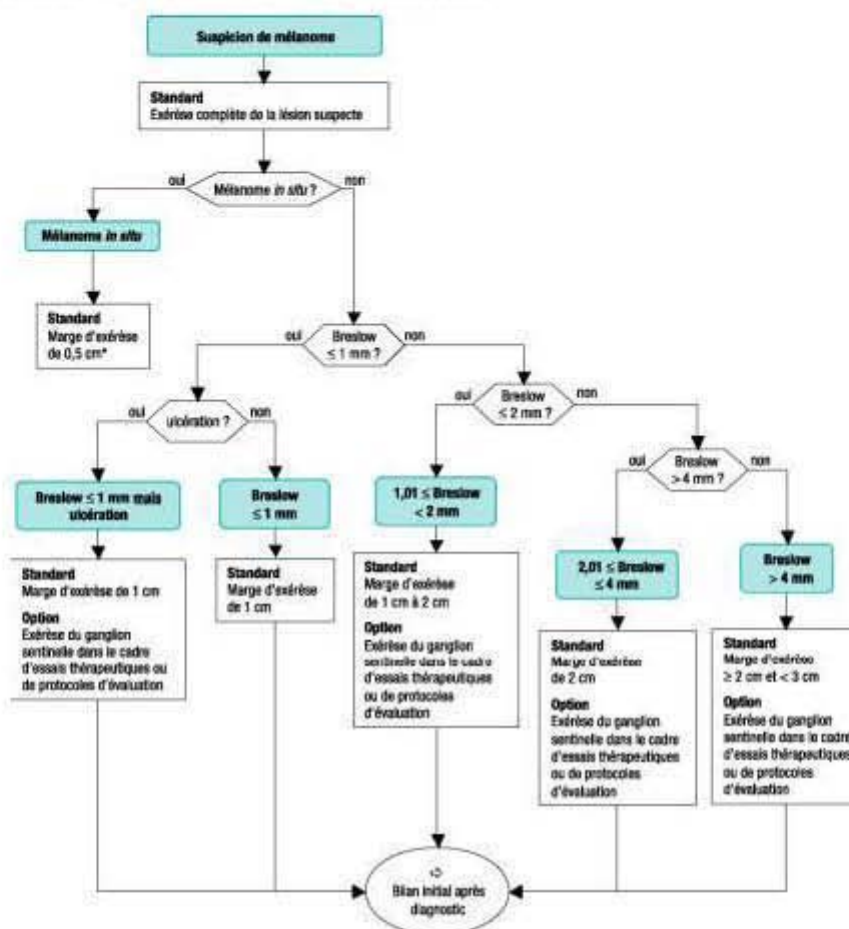 Suspicion de mélanome
Standard
Exérèse complète de la lésion suspecte
oui
Mélanome in situ ?
non
Mélanome in situ
Standard
Marge d'exérèse
de 0,5 cm*
oui
Breslow
≤ 1 mm ?
non
oui
ulcération ?
non
oui
Breslow
≤ 2 mm ?
non
oui
Breslow
> 4 mm ?
non
Breslow ≤ 1 mm mais
ulcération
Breslow
≤ 1 mm
1,01 ≤ Breslow
< 2 mm
2,01 ≤ Breslow
≤ 4 mm
Breslow
> 4 mm
Standard
Marge d'exérèse de 1 cm
Option
Exérèse du ganglion
sentinelle dans le cadre
d'essais thérapeutiques ou
de protocoles d'évaluation
Standard
Marge d'exérèse
de 1 cm
Standard
Marge d'exérèse
de 1 cm à 2 cm
Option
Exérèse du ganglion
sentinelle dans le cadre
d'essais thérapeutiques
ou de protocoles
d'évaluation
Standard
Marge d'exérèse
de 2 cm
Option
Exérèse du ganglion
sentinelle dans le cadre
d'essais thérapeutiques
ou de protocoles
d'évaluation
Standard
Marge d'exérèse
≥ 2 cm et < 3 cm
Option
Exérèse du ganglion
sentinelle dans le cadre
d'essais thérapeutiques
ou de protocoles
d'évaluation
Bilan initial après
diagnostic